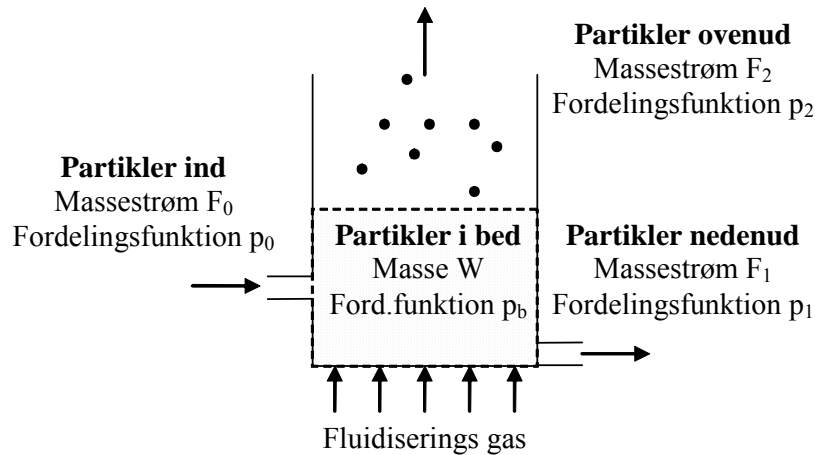 Partikler ovenud
Massestrøm F2
Fordelingsfunktion p2
Partikler ind
Massestrøm F0
Fordelingsfunktion p0
Partikler i bed
Masse W
Ford.funktion pb
Partikler nedenud
Massestrøm F1
Fordelingsfunktion p1
Fluidiserings gas